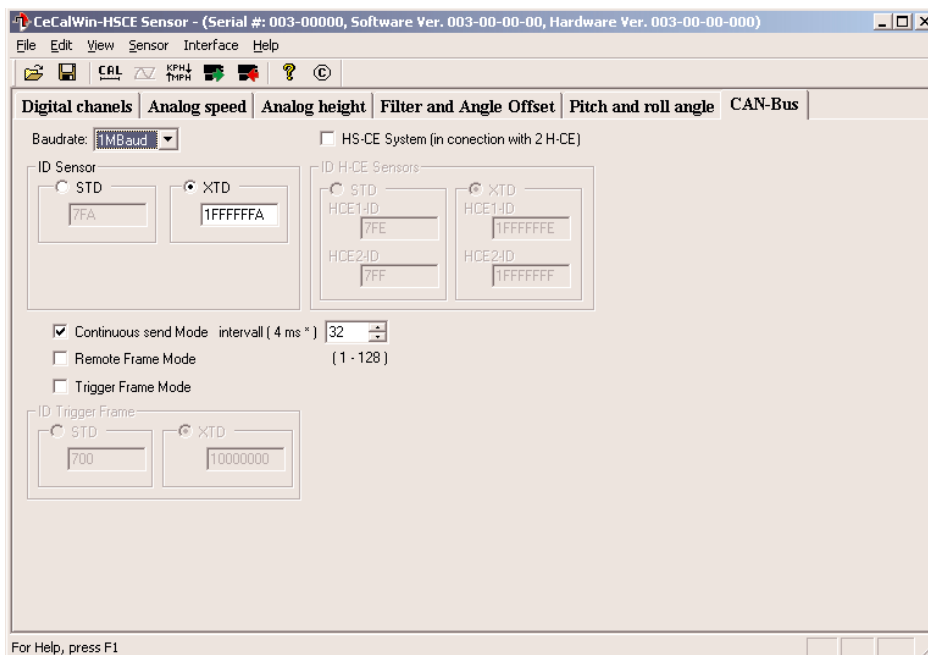 CeCalWin-HSCE Sensor - (Serial #: 003-00000, Software Ver. 003-00-00-00, Hardware Ver. 003-00-00-000)
File Edit View Sensor Interface Help
CAL KPH MPH ? ©
Digital chanels Analog speed Analog height Filter and Angle Offset Pitch and roll angle CAN-Bus
Baudrate: 1MBaud HS-CE System (in conection with 2 H-CE)
ID Sensor ID H-CE Sensors
STD XTD STD XTD
HCE1-ID HCE1-ID
7FA 1FFFFFFA 7FE 1FFFFFFE
HCE2-ID HCE2-ID
7FF 1FFFFFFF
Continuous send Mode intervall ( 4 ms * ) 32
Remote Frame Mode ( 1 - 128 )
Trigger Frame Mode
ID Trigger Frame
STD XTD
700 10000000
For Help, press F1